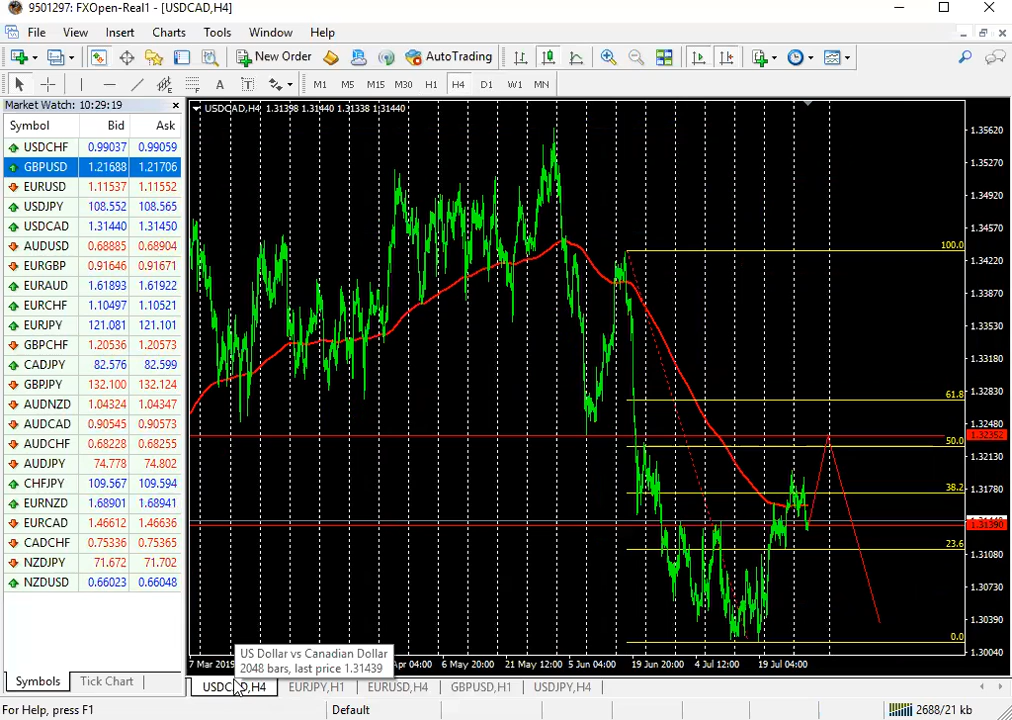 9501297: FXOpen-Real1 - [USDCAD,H4]
File View Insert Charts Tools Window Help
New Order AutoTrading
A T M1 M5 M15 M30 H1 H4 D1 W1 MN
Market Watch: 10:29:19
Symbol Bid Ask
USDCHF 0.99037 0.99059
GBPUSD 1.21688 1.21706
EURUSD 1.11537 1.11552
USDJPY 108.552 108.565
USDCAD 1.31440 1.31450
AUDUSD 0.68885 0.68904
EURGBP 0.91646 0.91671
EURAUD 1.61893 1.61922
EURCHF 1.10497 1.10521
EURJPY 121.081 121.101
GBPCHF 1.20536 1.20573
CADJPY 82.576 82.599
GBPJPY 132.100 132.124
AUDNZD 1.04324 1.04347
AUDCAD 0.90545 0.90573
AUDCHF 0.68228 0.68255
AUDJPY 74.778 74.802
CHFJPY 109.567 109.594
EURNZD 1.68901 1.68941
EURCAD 1.46612 1.46636
CADCHF 0.75336 0.75365
NZDJPY 71.672 71.702
NZDUSD 0.66023 0.66048
Symbols Tick Chart
USDCAD,H4 1.31398 1.31440 1.31338 1.31440
100.0
61.8
50.0
38.2
23.6
0.0
1.35620
1.35270
1.34920
1.34570
1.34220
1.33870
1.33530
1.33180
1.32830
1.32480
1.32352
1.32130
1.31780
1.31390
1.31080
1.30730
1.30390
1.30040
7 Mar 2019 Apr 04:00 6 May 20:00 21 May 12:00 5 Jun 04:00 19 Jun 20:00 4 Jul 12:00 19 Jul 04:00
US Dollar vs Canadian Dollar
2048 bars, last price 1.31439
USDCAD,H4 EURJPY,H1 EURUSD,H4 GBPUSD,H1 USDJPY,H4
For Help, press F1 Default 2688/21 kb